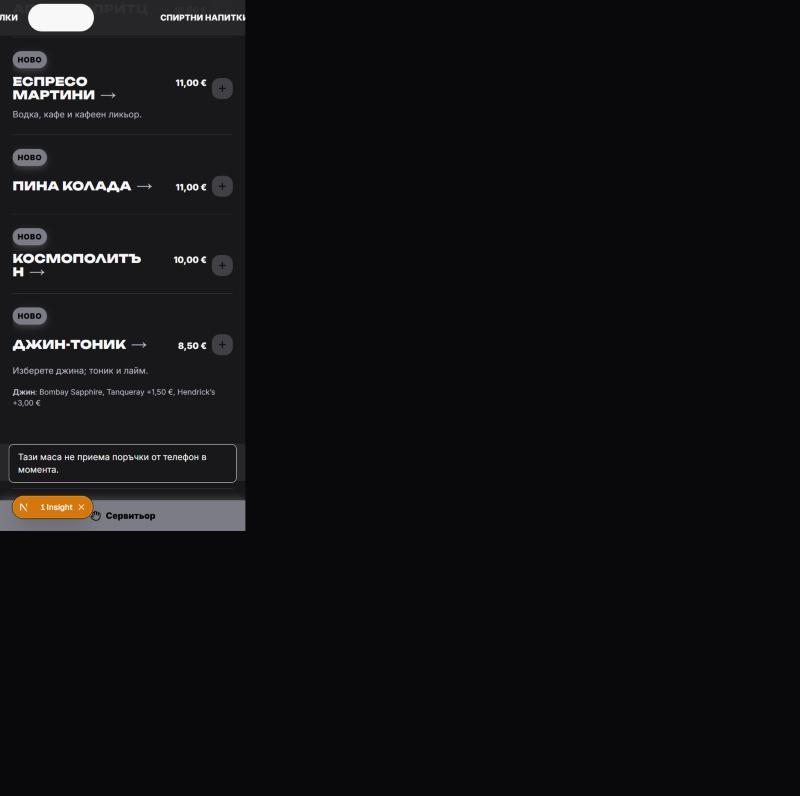 ЛКИ
СПИРТНИ НАПИТКИ
НОВО
ЕСПРЕСО
МАРТИНИ →
11,00 €
+
Водка, кафе и кафеен ликьор.
НОВО
ПИНА КОЛАДА →
11,00 €
+
НОВО
КОСМОПОЛИТЪ
Н →
10,00 €
+
НОВО
ДЖИН-ТОНИК →
8,50 €
+
Изберете джина; тоник и лайм.
Джин: Bombay Sapphire, Tanqueray +1,50 €, Hendrick's
+3,00 €
Тази маса не приема поръчки от телефон в
момента.
N 1 Insight ×
Сервитьор